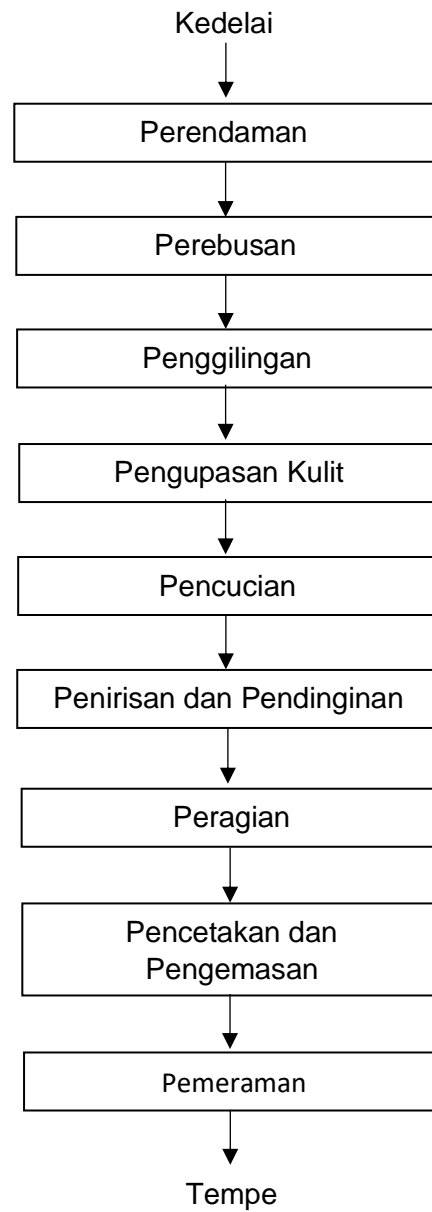 Kedelai
Perendaman
Perebusan
Penggilingan
Pengupasan Kulit
Pencucian
Penirisan dan Pendinginan
Peragian
Pencetakan dan
Pengemasan
Pemeraman
Tempe